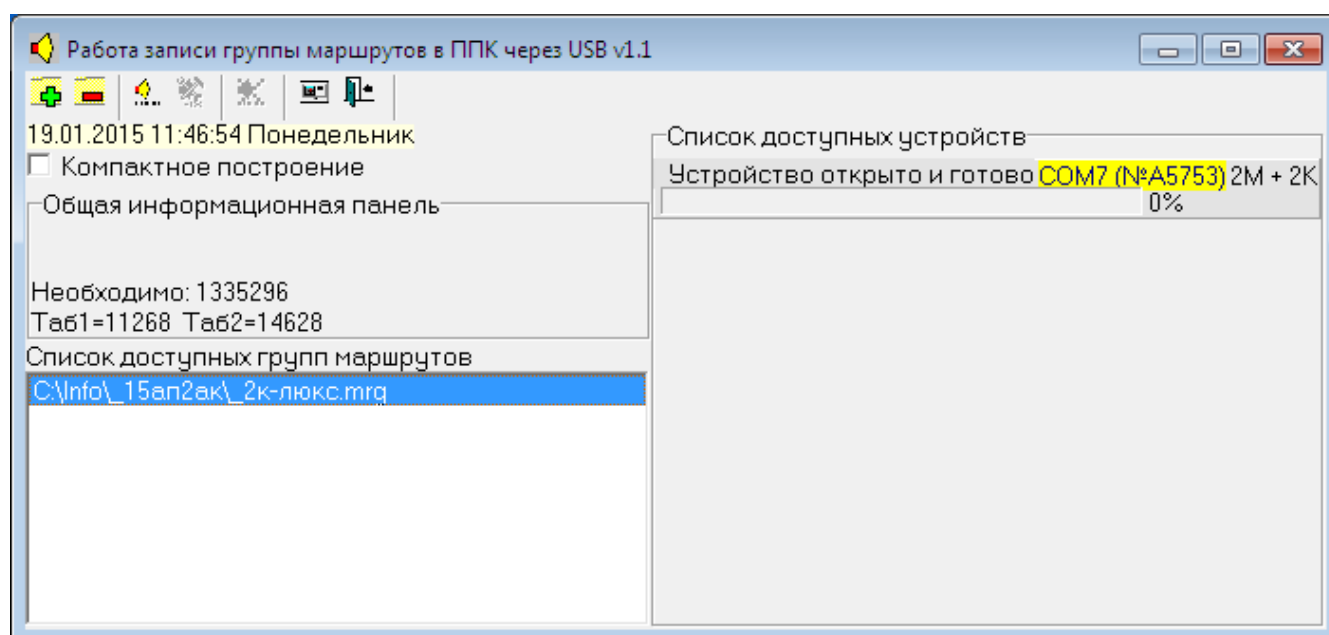 Работа записи группы маршрутов в ППК через USB v1.1
19.01.2015 11:46:54 Понедельник
Компактное построение
Общая информационная панель
Необходимо: 1335296
Таб1=11268 Таб2=14628
Список доступных групп маршрутов
C:\Info\_15ап2ак\_2к-люкс.mrg
Список доступных устройств
Устройство открыто и готово COM7 (№A5753) 2M + 2K
0%